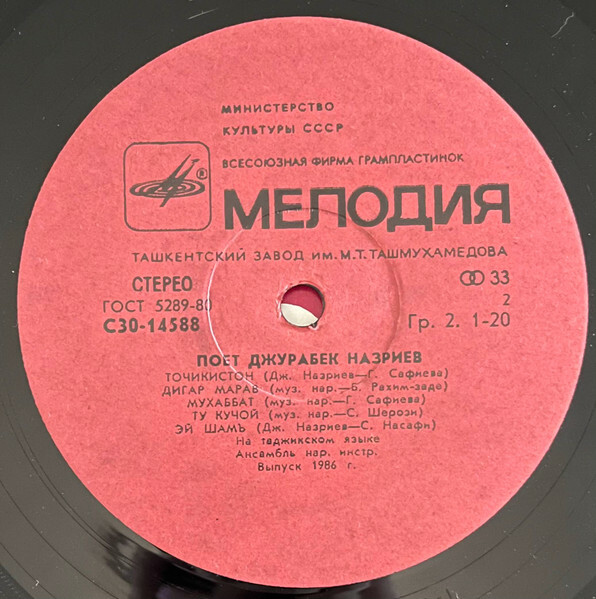 МИНИСТЕРСТВО
КУЛЬТУРЫ СССР
ВСЕСОЮЗНАЯ ФИРМА ГРАМПЛАСТИНОК
®
МЕЛОДИЯ
ТАШКЕНТСКИЙ ЗАВОД ИМ. М.Т. ТАШМУХАМЕДОВА
СТЕРЕО 33
ГОСТ 5289-80 2
С30-14588 Гр. 2. 1-20
ПОЕТ ДЖУРАБЕК НАЗРИЕВ
ТОЧИКИСТОН (Дж. Назриев—Г. Сафиева)
ДИГАР МАРАВ (муз. нар.—Б. Рахим-заде)
МУХАББАТ (муз. нар.—Г. Сафиева)
ТУ КУЧОЙ (муз. нар.—С. Шерози)
ЭЙ ШАМЪ (Дж. Назриев—С. Насафи)
На таджикском языке
Ансамбль нар. инстр.
Выпуск 1986 г.